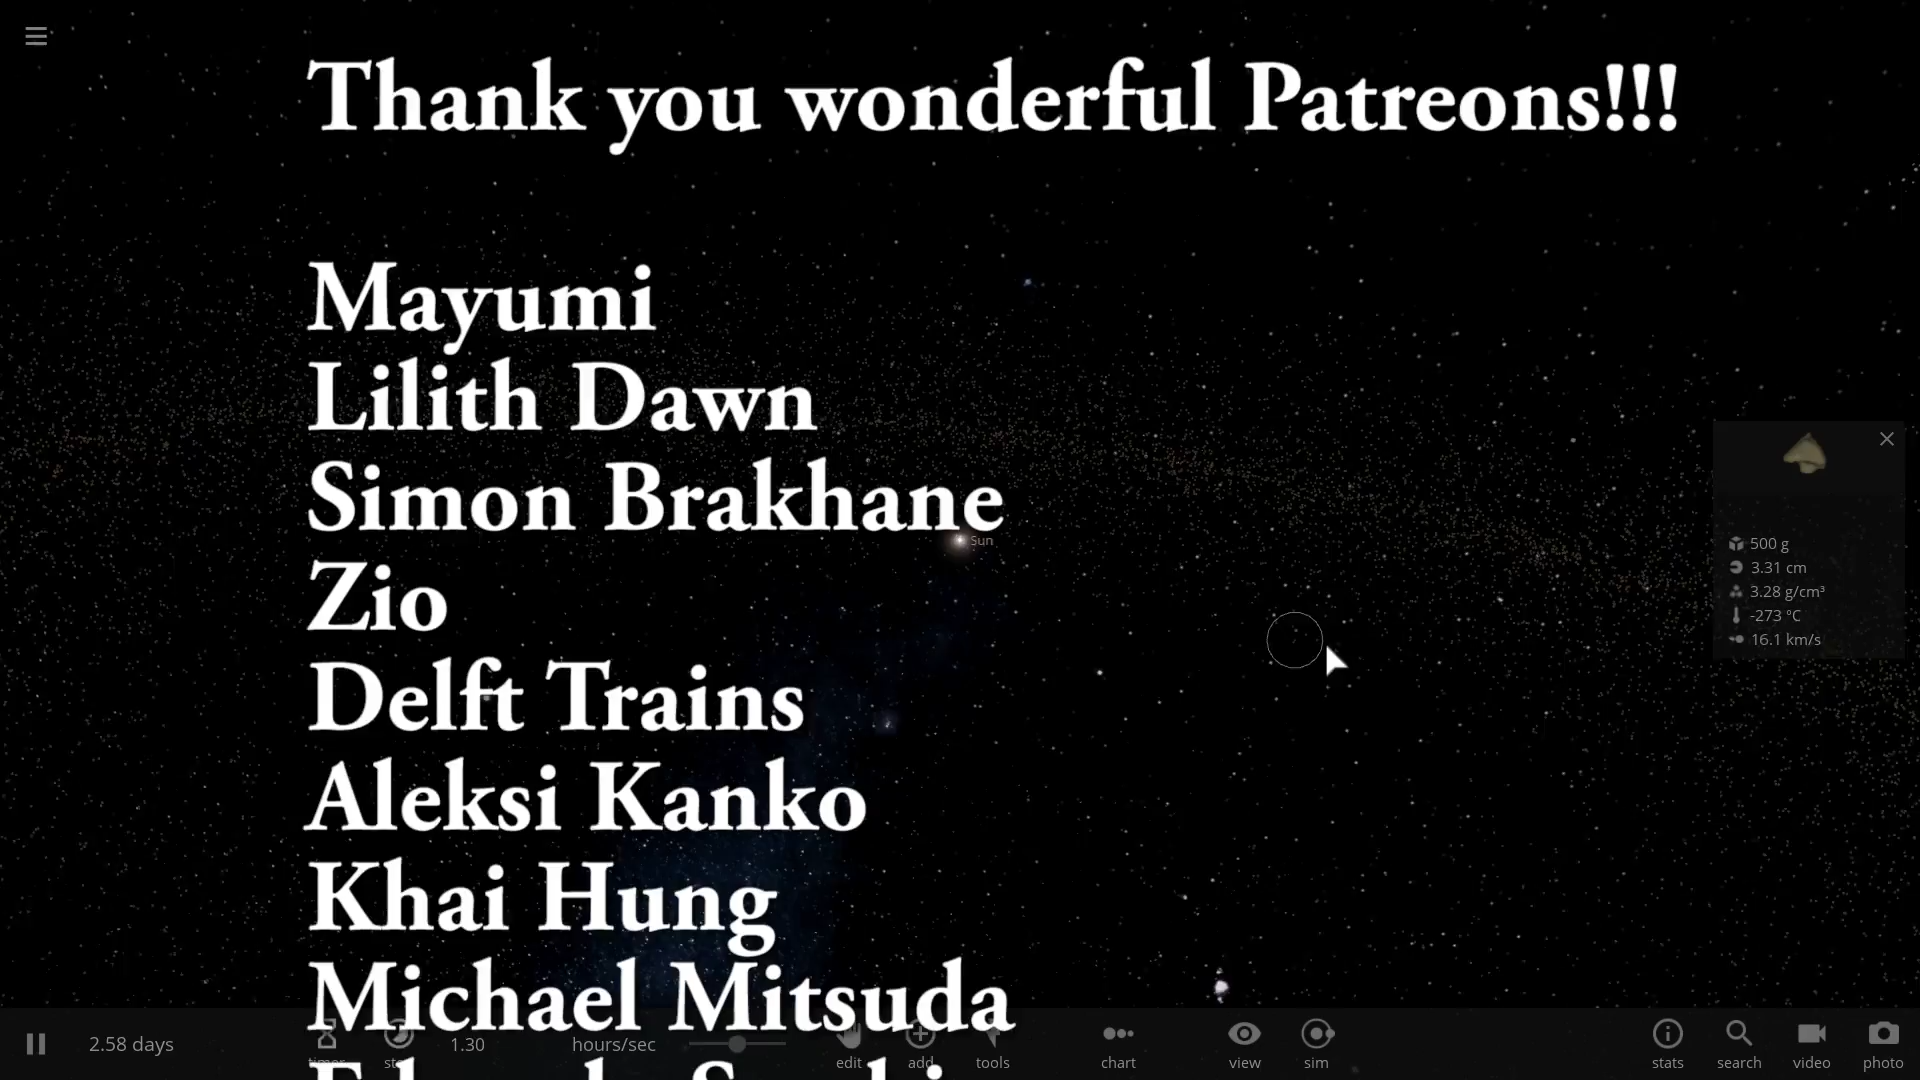 Thank you wonderful Patreons!!!
Mayumi
Lilith Dawn
Simon Brakhane
Sun
Zio
Delft Trains
Aleksi Kanko
Khai Hung
Michael Mitsuda
500 g
3.31 cm
3.28 g/cm³
-273 °C
16.1 km/s
2.58 days
1.30
hours/sec
edit
add
tools
chart
view
sim
stats
search
video
photo